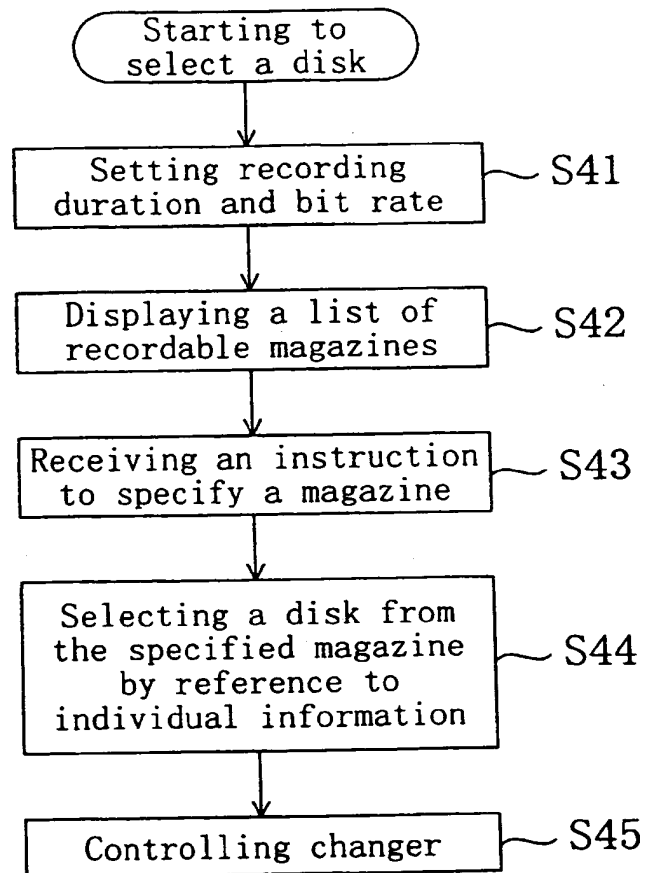 Starting to
select a disk
Setting recording
duration and bit rate
S41
Displaying a list of
recordable magazines
S42
Receiving an instruction
to specify a magazine
S43
Selecting a disk from
the specified magazine
by reference to
individual information
S44
Controlling changer
S45